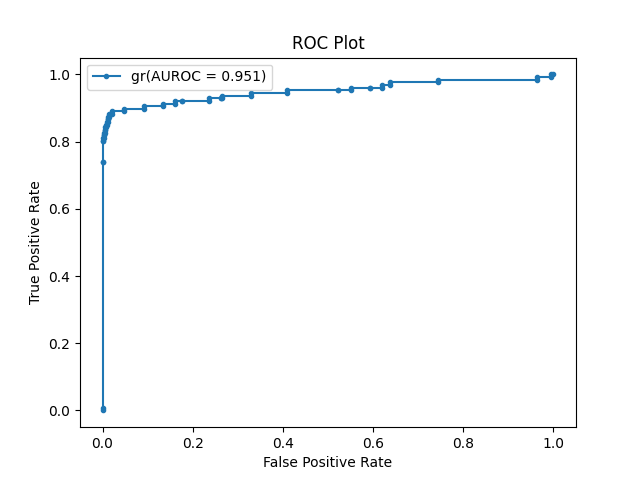 ROC Plot
gr(AUROC = 0.951)
True Positive Rate
1.0
0.8
0.6
0.4
0.2
0.0
0.0 0.2 0.4 0.6 0.8 1.0
False Positive Rate